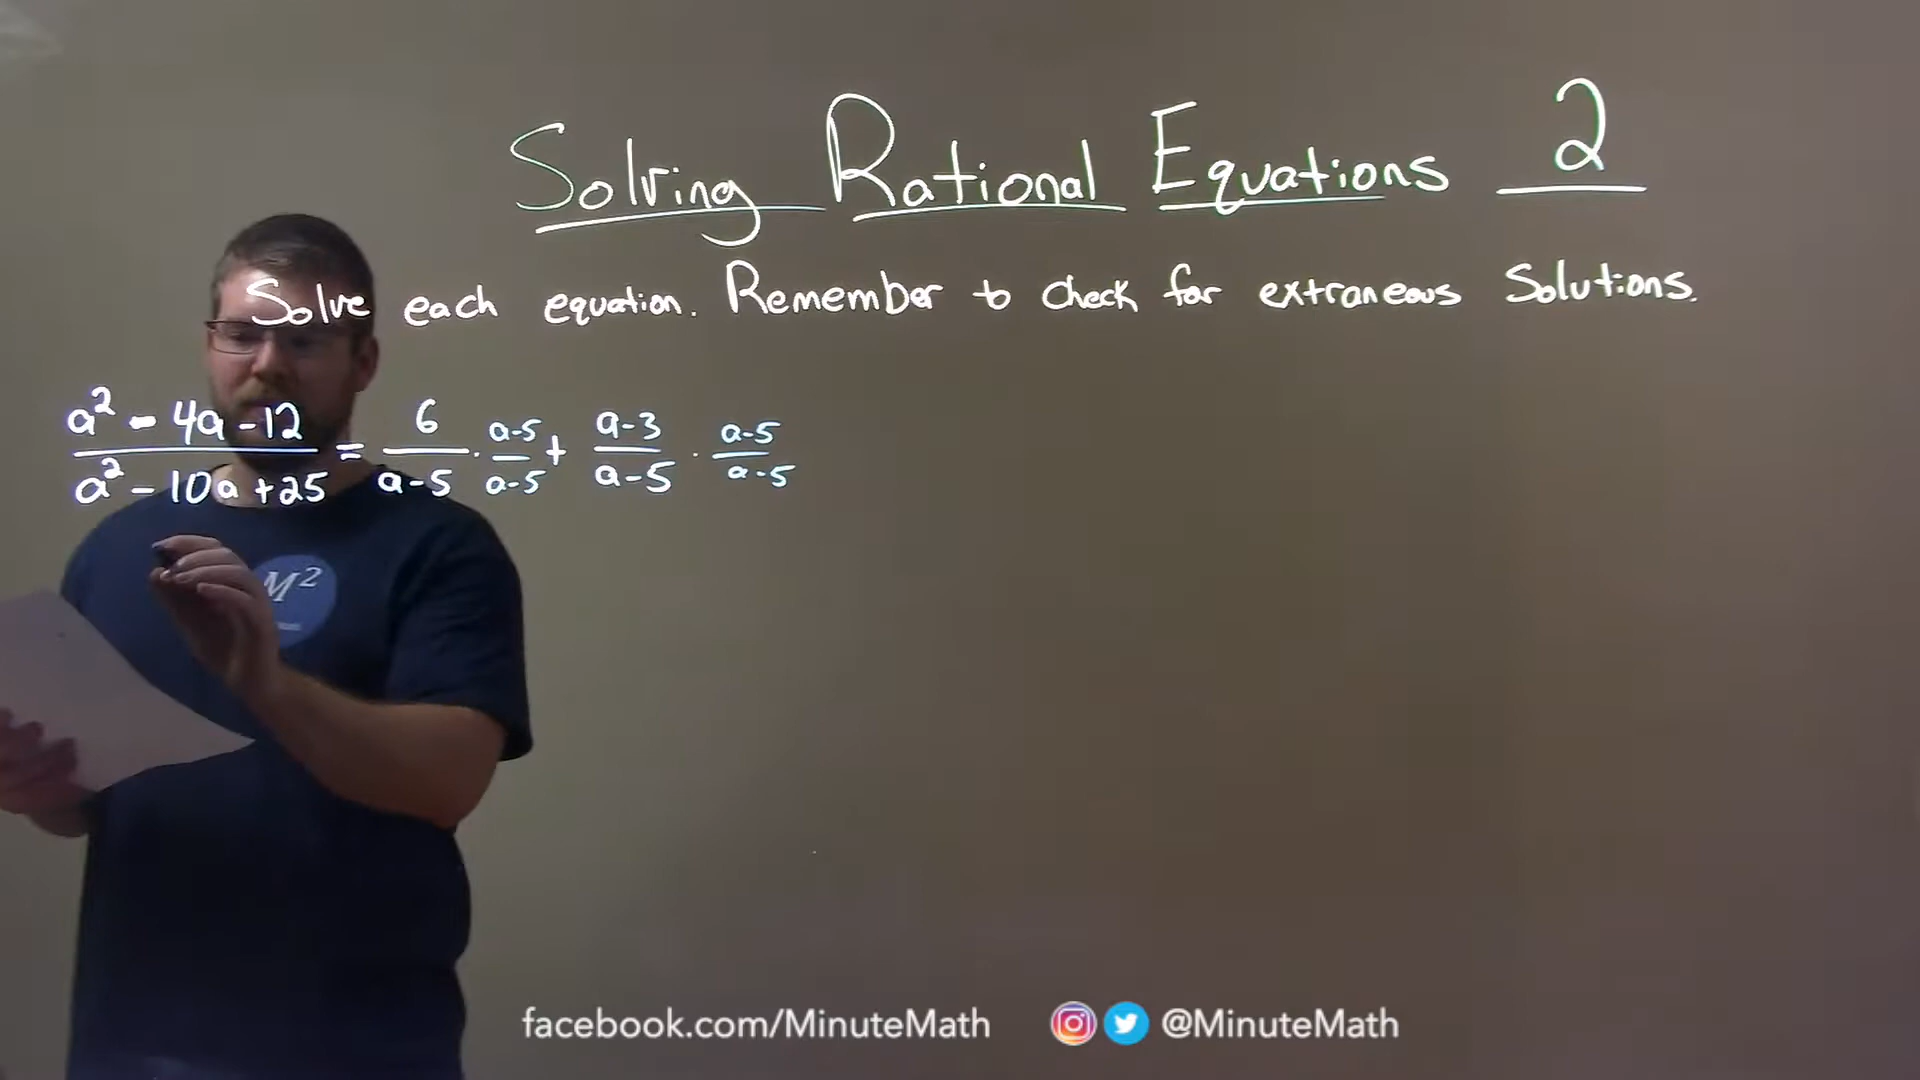 Solving Rational Equations 2
Solve each equation. Remember to check for extraneous solutions.
a² - 4a - 12 / a² - 10a + 25 = 6 / a-5 · a-5 / a-5 + a-3 / a-5 · a-5 / a-5
M²
facebook.com/MinuteMath @MinuteMath